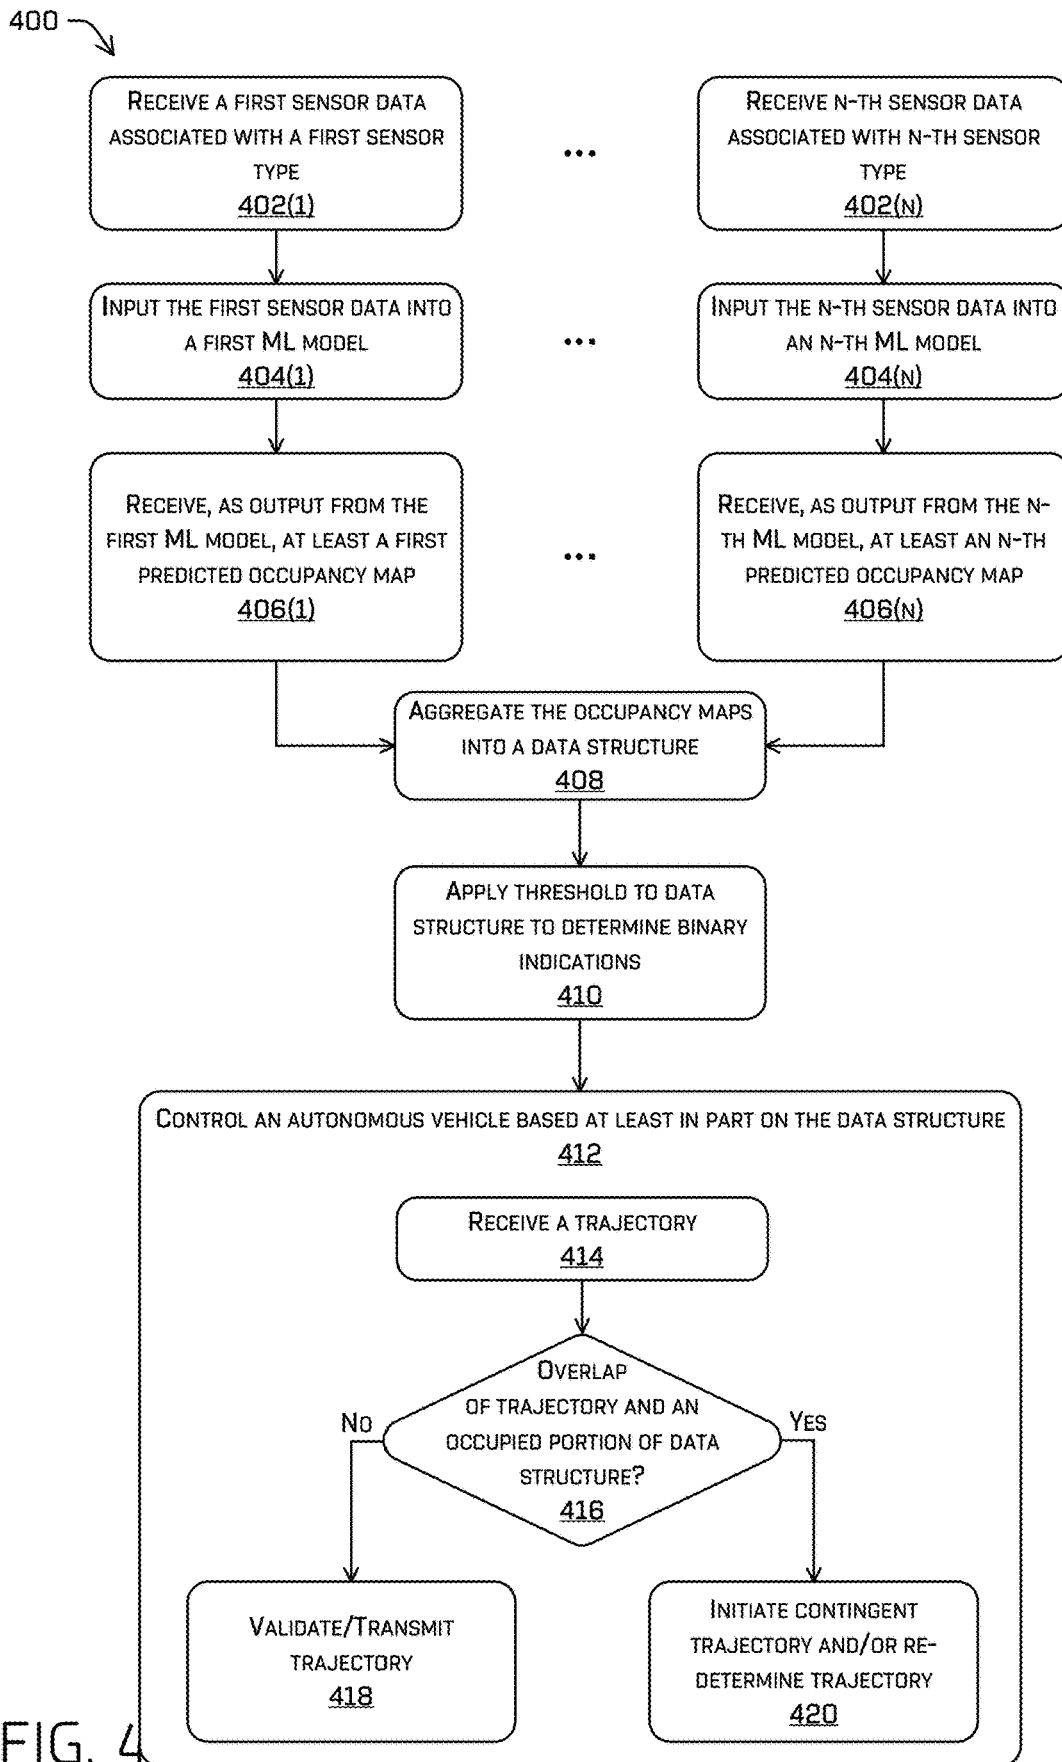 400
RECEIVE A FIRST SENSOR DATA
ASSOCIATED WITH A FIRST SENSOR
TYPE
402(1)
...
RECEIVE N-TH SENSOR DATA
ASSOCIATED WITH N-TH SENSOR
TYPE
402(N)
INPUT THE FIRST SENSOR DATA INTO
A FIRST ML MODEL
404(1)
...
INPUT THE N-TH SENSOR DATA INTO
AN N-TH ML MODEL
404(N)
RECEIVE, AS OUTPUT FROM THE
FIRST ML MODEL, AT LEAST A FIRST
PREDICTED OCCUPANCY MAP
406(1)
...
RECEIVE, AS OUTPUT FROM THE N-
TH ML MODEL, AT LEAST AN N-TH
PREDICTED OCCUPANCY MAP
406(N)
AGGREGATE THE OCCUPANCY MAPS
INTO A DATA STRUCTURE
408
APPLY THRESHOLD TO DATA
STRUCTURE TO DETERMINE BINARY
INDICATIONS
410
CONTROL AN AUTONOMOUS VEHICLE BASED AT LEAST IN PART ON THE DATA STRUCTURE
412
RECEIVE A TRAJECTORY
414
OVERLAP
OF TRAJECTORY AND AN
OCCUPIED PORTION OF DATA
STRUCTURE?
416
NO
YES
VALIDATE/TRANSMIT
TRAJECTORY
418
INITIATE CONTINGENT
TRAJECTORY AND/OR RE-
DETERMINE TRAJECTORY
420
FIG. 4